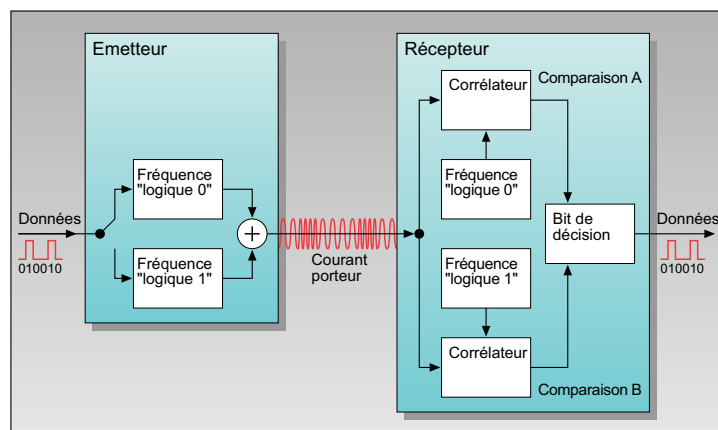 Emetteur
Données
010010
Fréquence
"logique 0"
Fréquence
"logique 1"
+
Courant
porteur
Récepteur
Corrélateur
Comparaison A
Fréquence
"logique 0"
Bit de
décision
Fréquence
"logique 1"
Corrélateur
Comparaison B
Données
010010